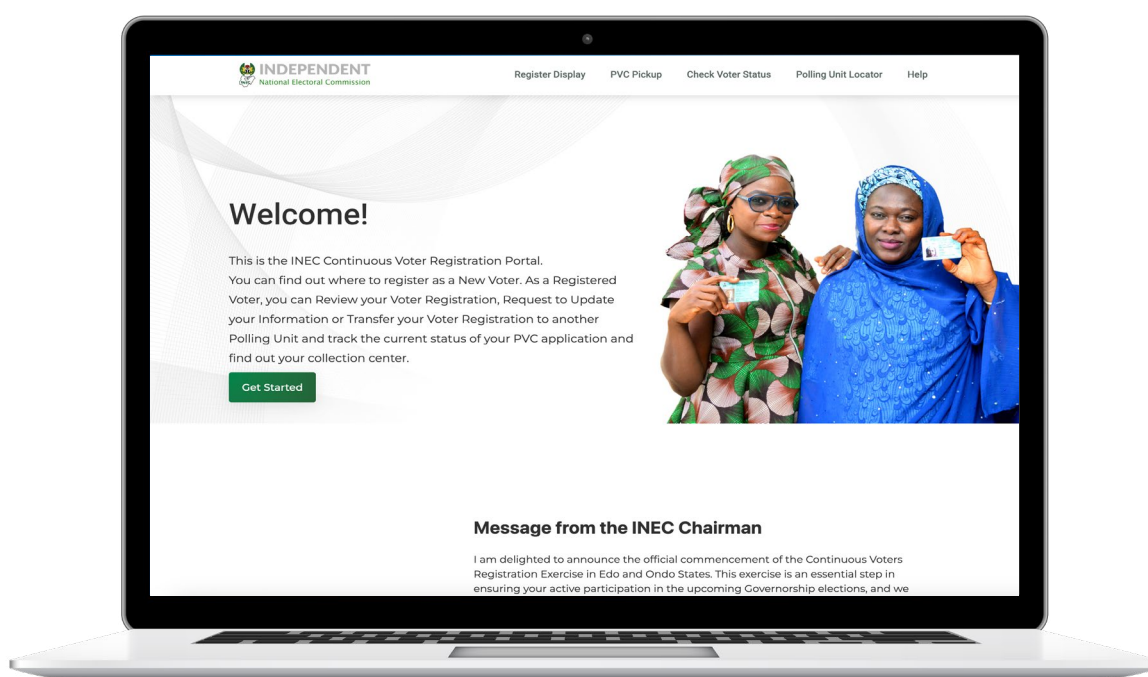 INDEPENDENT
National Electoral Commission
Register Display
PVC Pickup
Check Voter Status
Polling Unit Locator
Help
Welcome!
This is the INEC Continuous Voter Registration Portal.
You can find out where to register as a New Voter. As a Registered
Voter, you can Review your Voter Registration, Request to Update
your Information or Transfer your Voter Registration to another
Polling Unit and track the current status of your PVC application and
find out your collection center.
Get Started
Message from the INEC Chairman
I am delighted to announce the official commencement of the Continuous Voters
Registration Exercise in Edo and Ondo States. This exercise is an essential step in
ensuring your active participation in the upcoming Governorship elections, and we